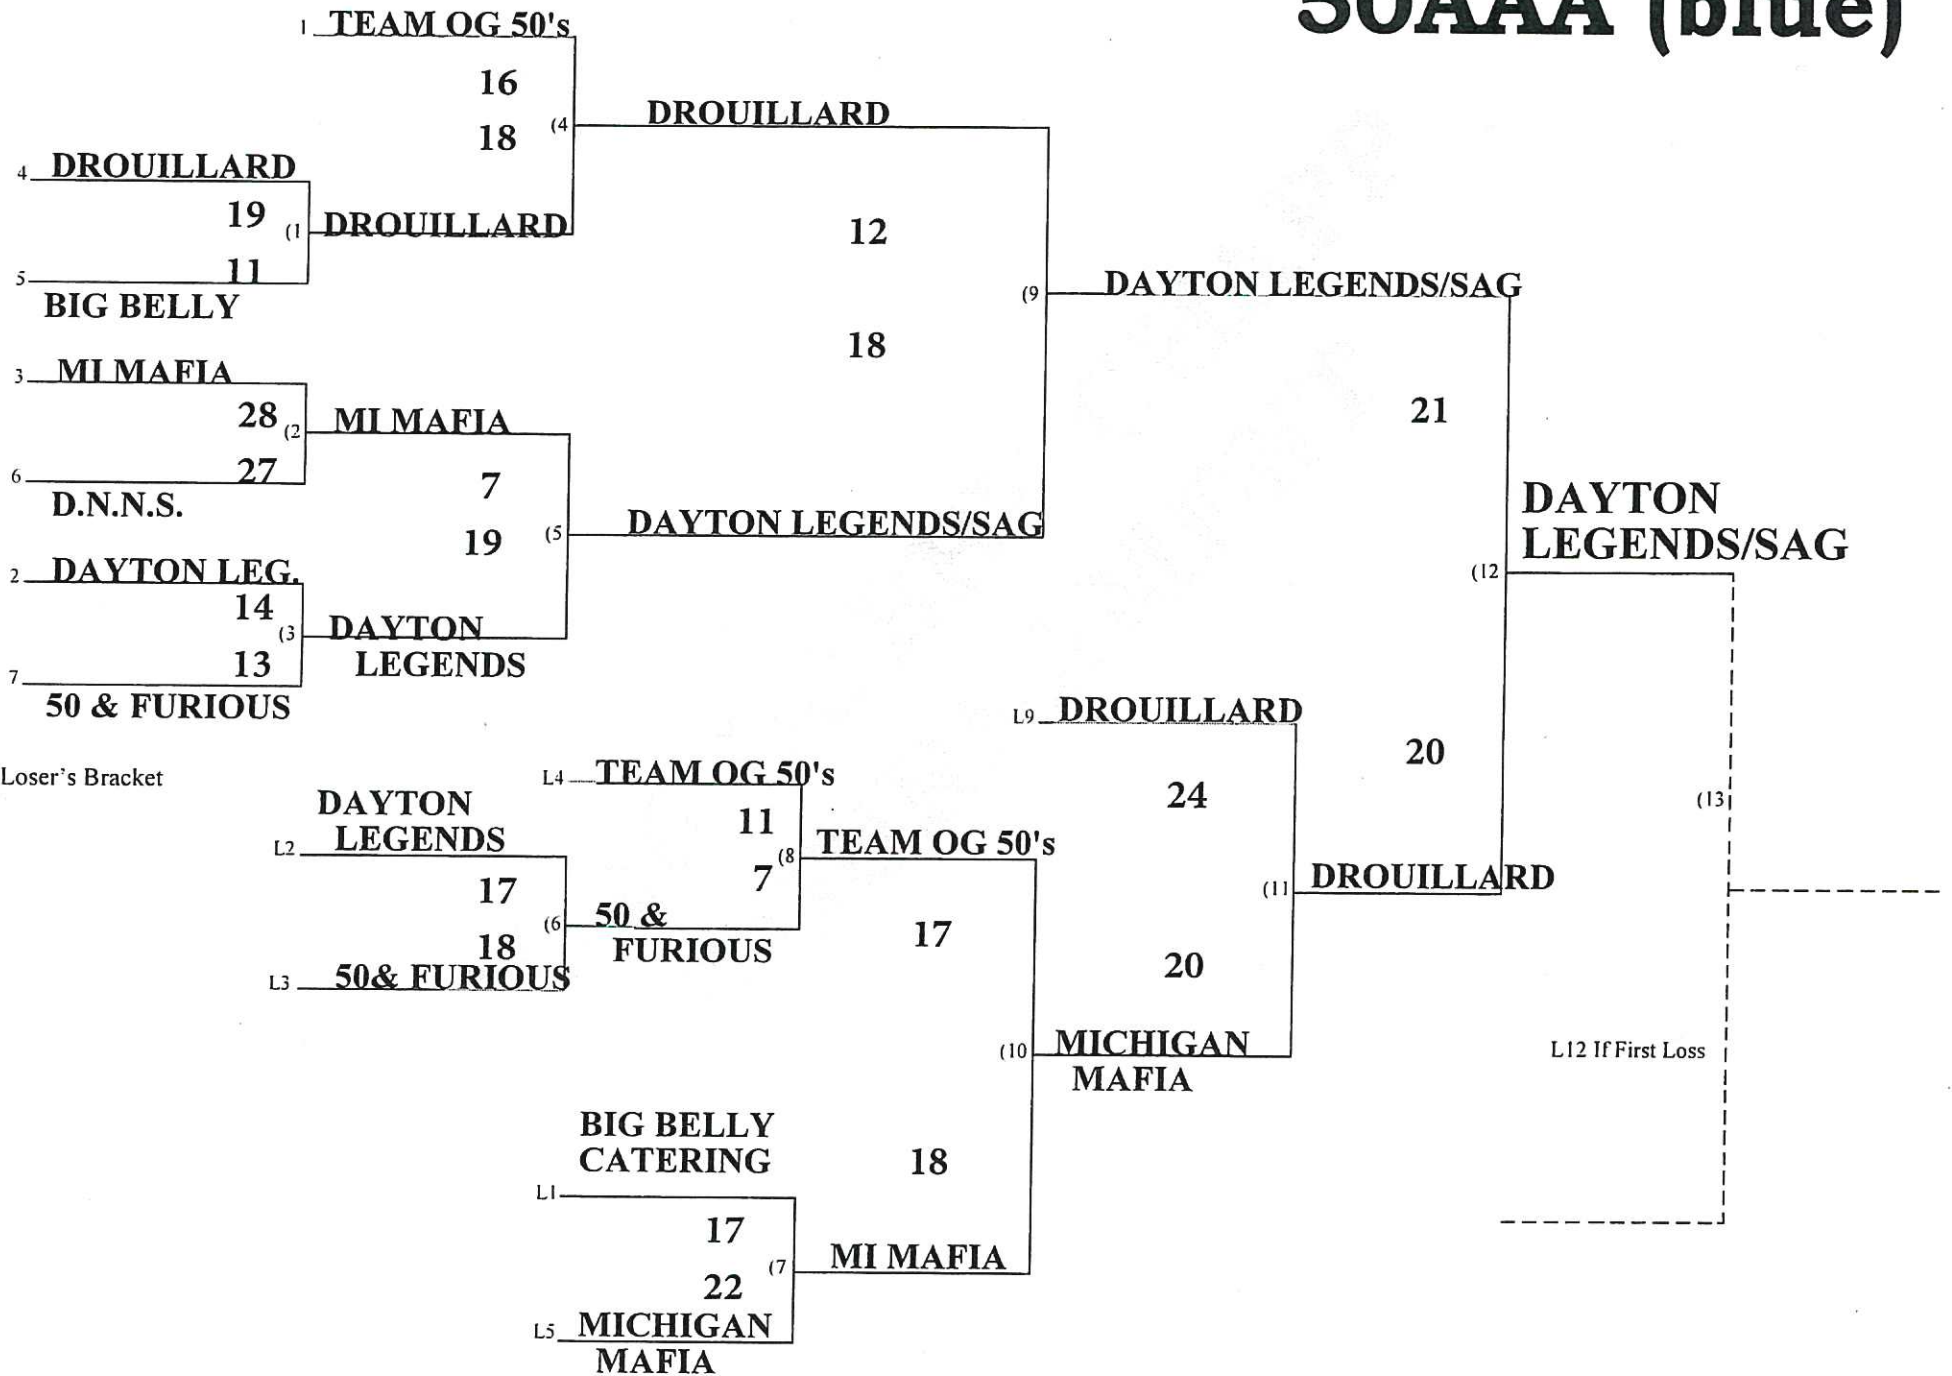 50AAA (blue)
1 TEAM OG 50's
16
18
(4
DROUILLARD
4 DROUILLARD
19
(1
DROUILLARD
11
5
BIG BELLY
12
(9
DAYTON LEGENDS/SAG
18
3 MI MAFIA
28
(2
MI MAFIA
27
6
D.N.N.S.
7
19
(5
DAYTON LEGENDS/SAG
2 DAYTON LEG.
14
(3
DAYTON
LEGENDS
13
7
50 & FURIOUS
21
DAYTON
LEGENDS/SAG
(12
20
(13
L9 DROUILLARD
24
(11
DROUILLARD
20
L12 If First Loss
Loser's Bracket
L4 TEAM OG 50's
11
(8
TEAM OG 50's
7
DAYTON
LEGENDS
L2
17
(6
50 &
FURIOUS
18
L3 50& FURIOUS
17
(10
MICHIGAN
MAFIA
18
BIG BELLY
CATERING
L1
17
(7
MI MAFIA
22
L5 MICHIGAN
MAFIA